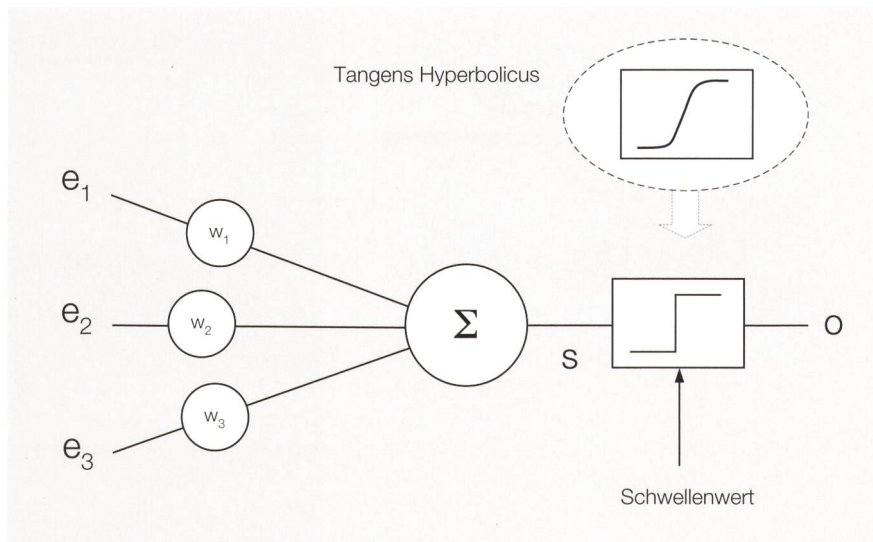 Tangens Hyperbolicus
e1
w1
e2
w2
Σ
S
O
w3
e3
Schwellenwert